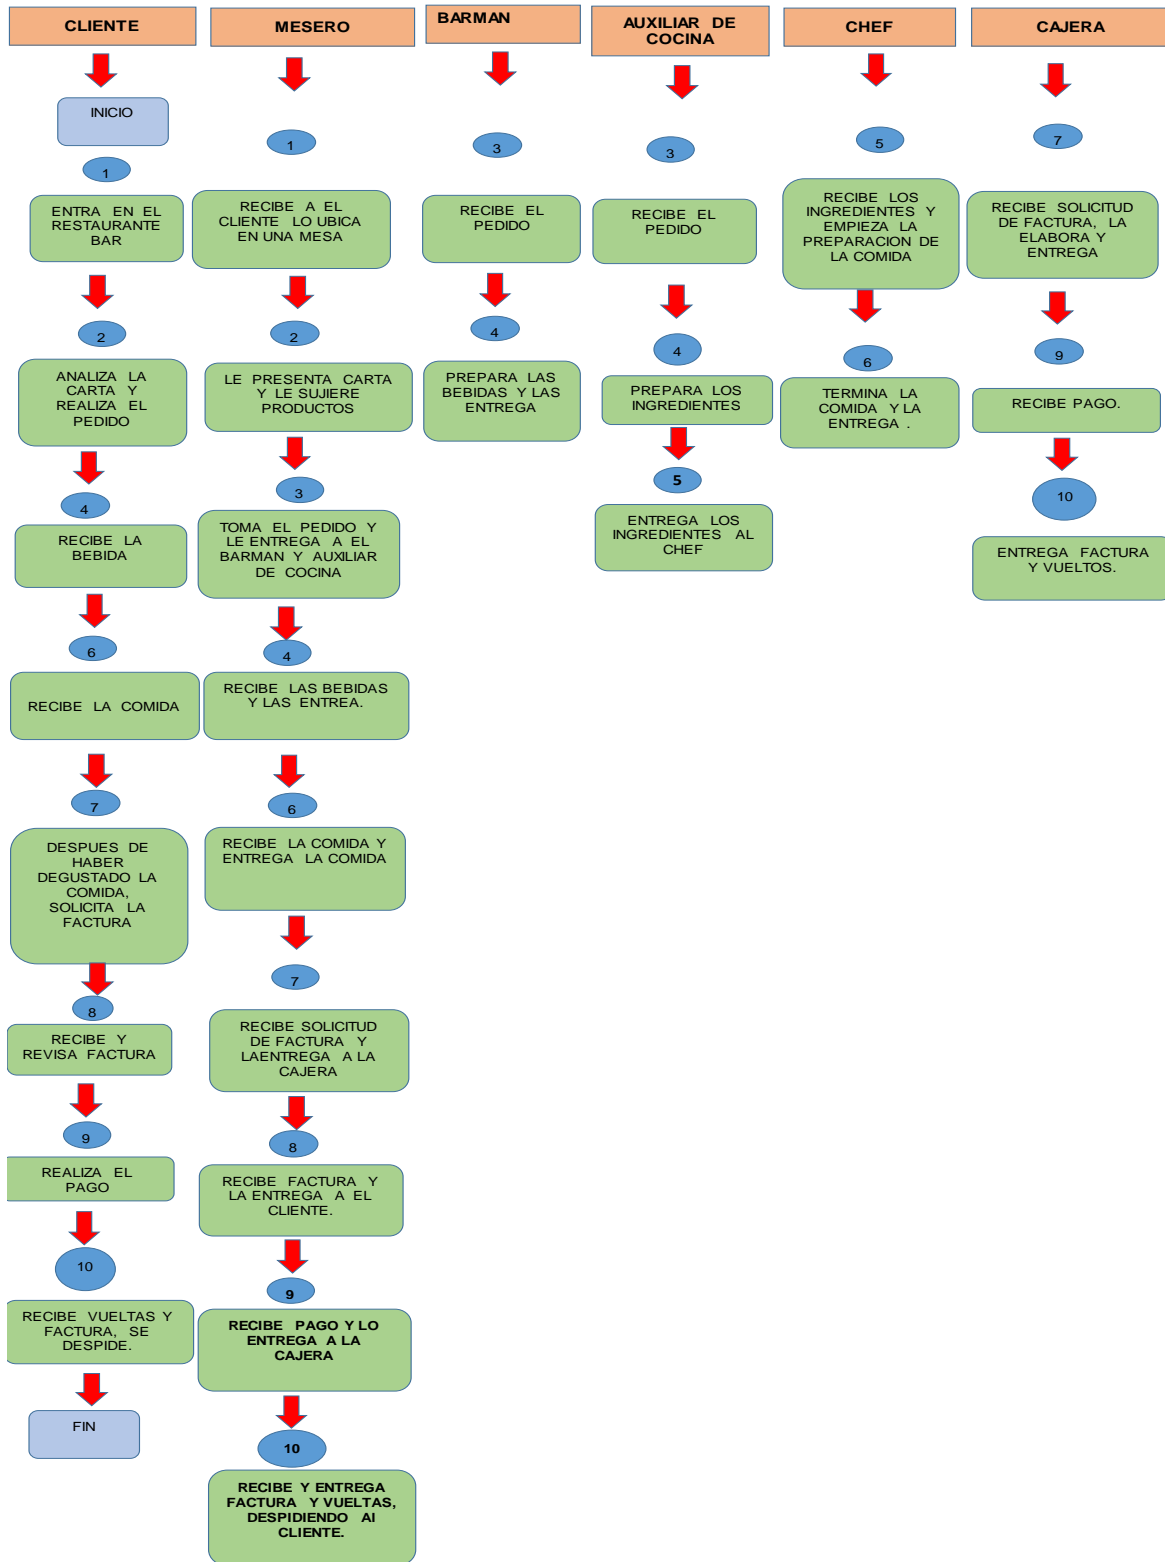 CLIENTE
INICIO
1
ENTRA EN EL
RESTAURANTE
BAR
2
ANALIZA LA
CARTA Y
REALIZA EL
PEDIDO
4
RECIBE LA
BEBIDA
6
RECIBE LA COMIDA
7
DESPUES DE
HABER
DEGUSTADO LA
COMIDA,
SOLICITA LA
FACTURA
8
RECIBE Y
REVISA FACTURA
9
REALIZA EL
PAGO
10
RECIBE VUELTAS Y
FACTURA, SE
DESPIDE.
FIN
MESERO
1
RECIBE A EL
CLIENTE LO UBICA
EN UNA MESA
2
LE PRESENTA CARTA
Y LE SUJIERE
PRODUCTOS
3
TOMA EL PEDIDO Y
LE ENTREGA A EL
BARMAN Y AUXILIAR
DE COCINA
4
RECIBE LAS BEBIDAS
Y LAS ENTREA.
6
RECIBE LA COMIDA Y
ENTREGA LA COMIDA
7
RECIBE SOLICITUD
DE FACTURA Y
LAENTREGA A LA
CAJERA
8
RECIBE FACTURA Y
LA ENTREGA A EL
CLIENTE.
9
RECIBE PAGO Y LO
ENTREGA A LA
CAJERA
10
RECIBE Y ENTREGA
FACTURA Y VUELTAS,
DESPIDIENDO Al
CLIENTE.
BARMAN
3
RECIBE EL
PEDIDO
4
PREPARA LAS
BEBIDAS Y LAS
ENTREGA
AUXILIAR DE
COCINA
3
RECIBE EL
PEDIDO
4
PREPARA LOS
INGREDIENTES
5
ENTREGA LOS
INGREDIENTES AL
CHEF
CHEF
5
RECIBE LOS
INGREDIENTES Y
EMPIEZA LA
PREPARACION DE
LA COMIDA
6
TERMINA LA
COMIDA Y LA
ENTREGA .
CAJERA
7
RECIBE SOLICITUD
DE FACTURA, LA
ELABORA Y
ENTREGA
9
RECIBE PAGO.
10
ENTREGA FACTURA
Y VUELTOS.